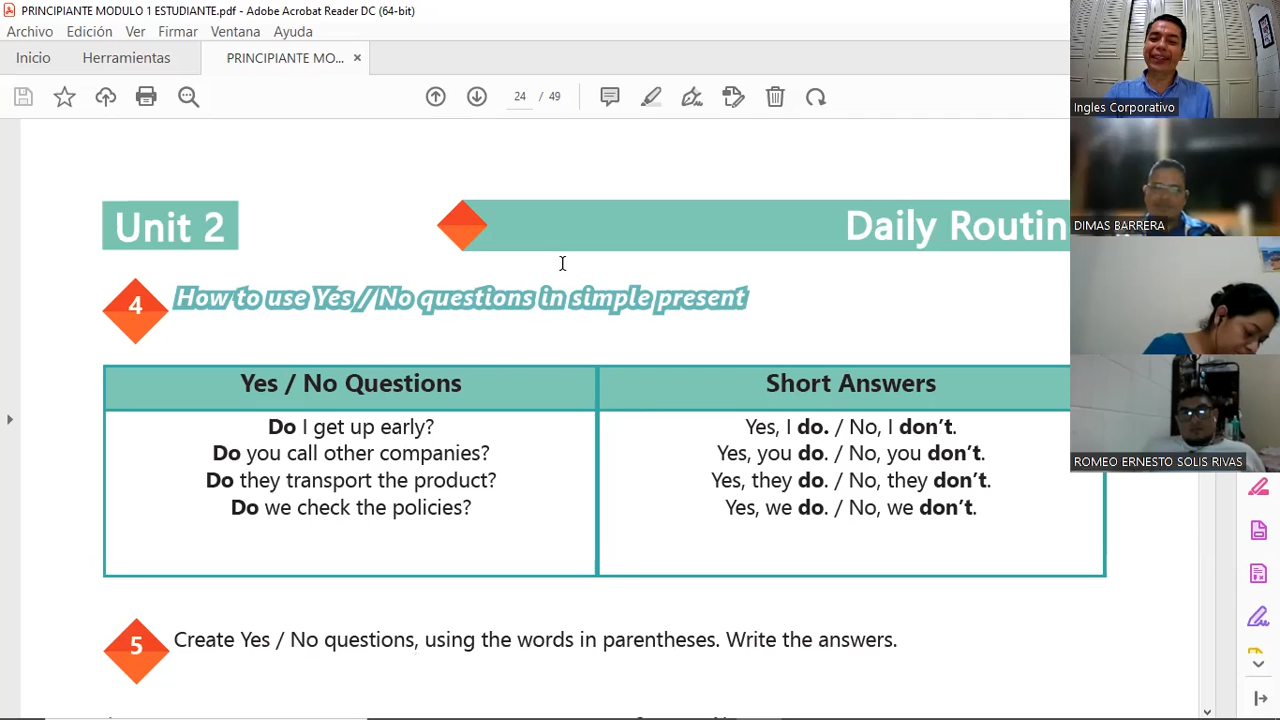 PRINCIPIANTE MODULO 1 ESTUDIANTE.pdf - Adobe Acrobat Reader DC (64-bit)
Archivo Edición Ver Firmar Ventana Ayuda
Inicio Herramientas PRINCIPIANTE MO... ×
24 / 49
Ingles Corporativo
DIMAS BARRERA
ROMEO ERNESTO SOLIS RIVAS
Unit 2
Daily Routin
4 How to use Yes / No questions in simple present
Yes / No Questions Short Answers
Do I get up early? Yes, I do. / No, I don't.
Do you call other companies? Yes, you do. / No, you don't.
Do they transport the product? Yes, they do. / No, they don't.
Do we check the policies? Yes, we do. / No, we don't.
5 Create Yes / No questions, using the words in parentheses. Write the answers.